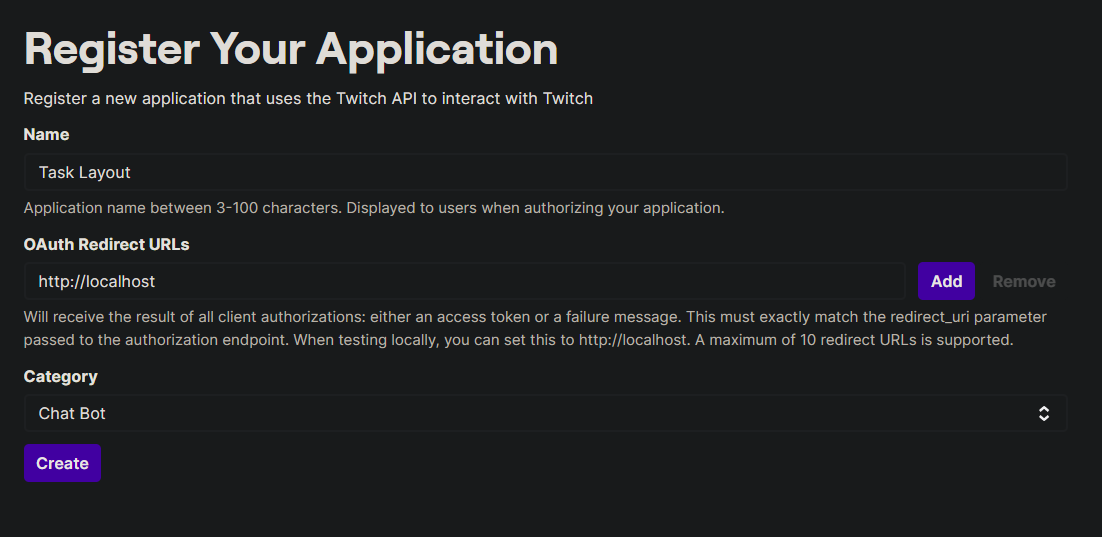 Register Your Application
Register a new application that uses the Twitch API to interact with Twitch
Name
Task Layout
Application name between 3-100 characters. Displayed to users when authorizing your application.
OAuth Redirect URLs
http://localhost
Add
Remove
Will receive the result of all client authorizations: either an access token or a failure message. This must exactly match the redirect_uri parameter
passed to the authorization endpoint. When testing locally, you can set this to http://localhost. A maximum of 10 redirect URLs is supported.
Category
Chat Bot
Create